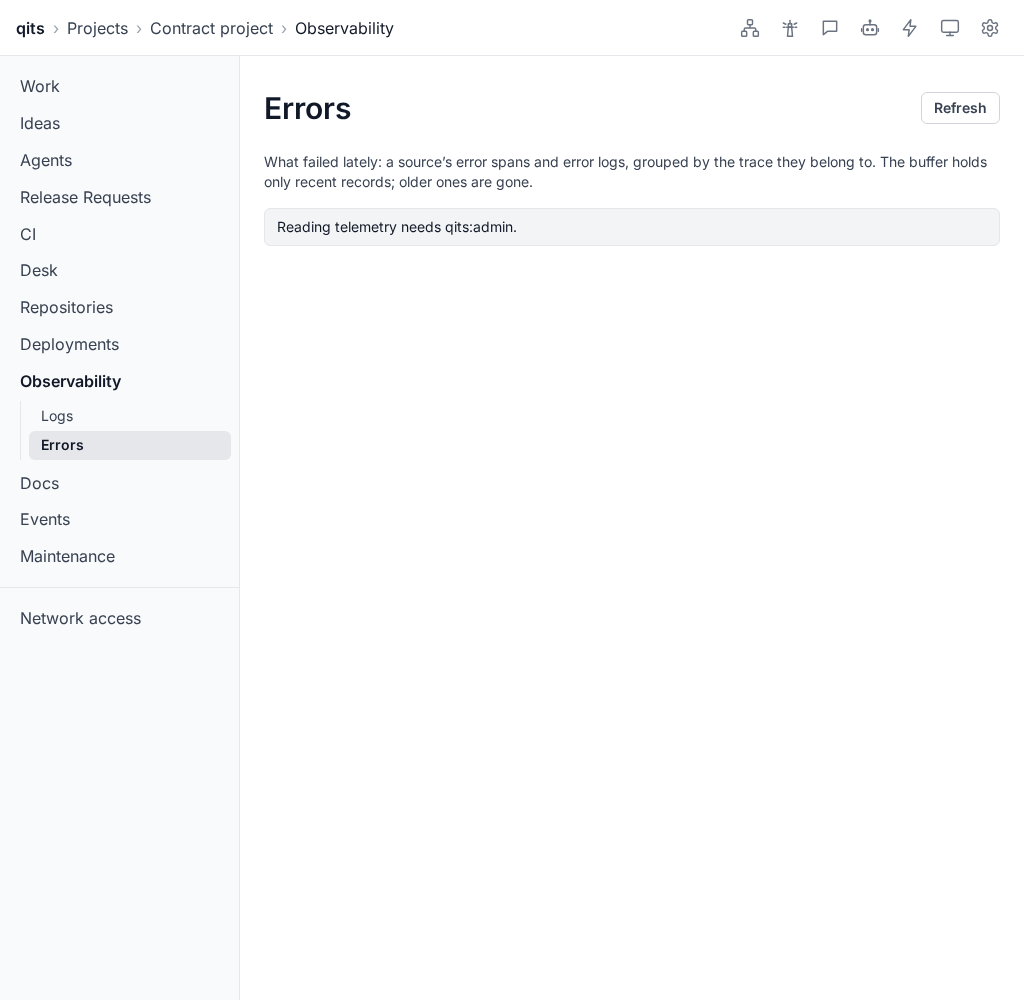 qits › Projects › Contract project › Observability
Work
Ideas
Agents
Release Requests
CI
Desk
Repositories
Deployments
Observability
Logs
Errors
Docs
Events
Maintenance
Network access
Errors
Refresh
What failed lately: a source’s error spans and error logs, grouped by the trace they belong to. The buffer holds
only recent records; older ones are gone.
Reading telemetry needs qits:admin.